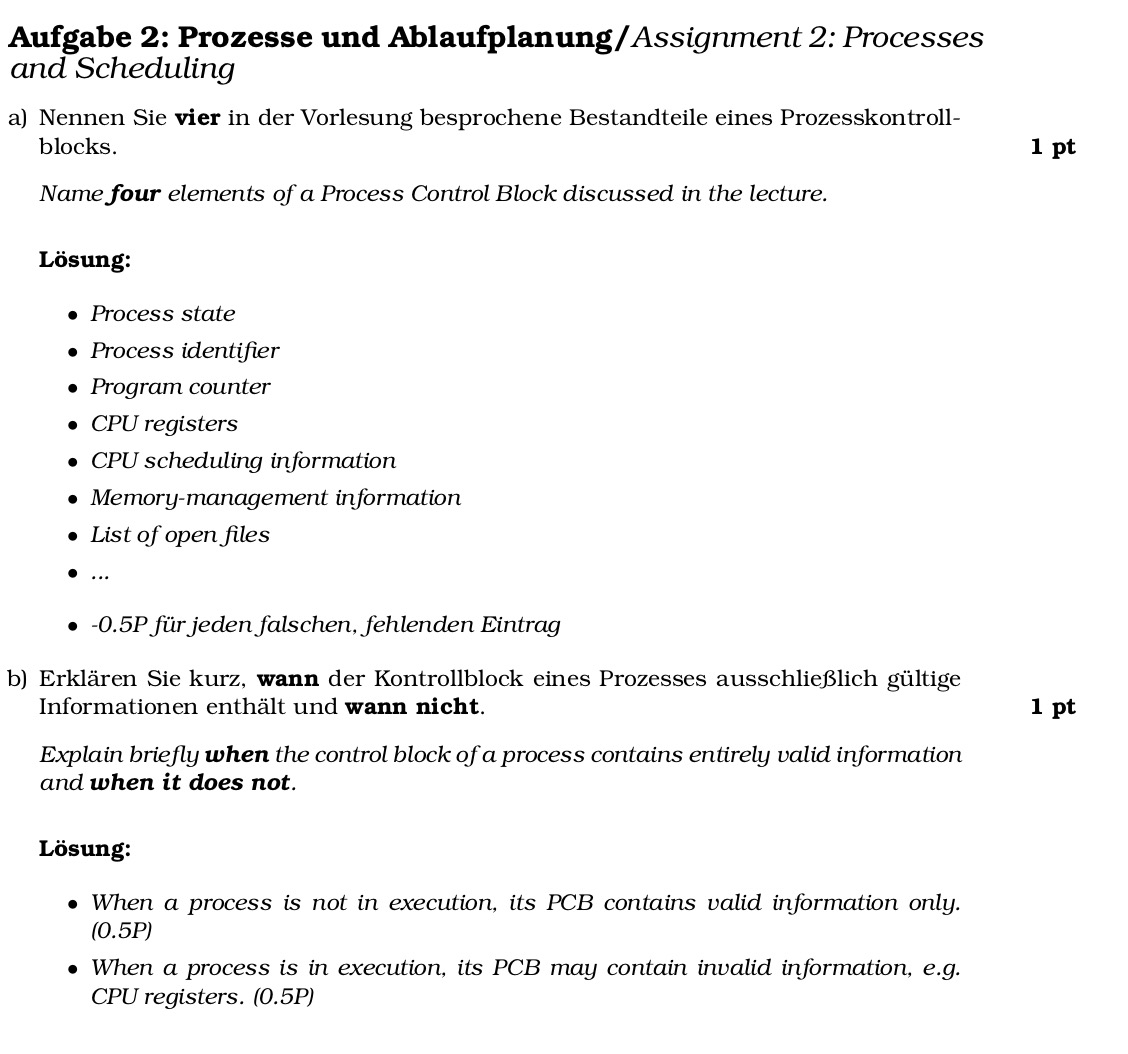 Aufgabe 2: Prozesse und Ablaufplanung/Assignment 2: Processes
and Scheduling
a) Nennen Sie vier in der Vorlesung besprochene Bestandteile eines Prozesskontroll-
blocks. 1 pt
Name four elements of a Process Control Block discussed in the lecture.
Lösung:
• Process state
• Process identifier
• Program counter
• CPU registers
• CPU scheduling information
• Memory-management information
• List of open files
• ...
• -0.5P für jeden falschen, fehlenden Eintrag
b) Erklären Sie kurz, wann der Kontrollblock eines Prozesses ausschließlich gültige
Informationen enthält und wann nicht. 1 pt
Explain briefly when the control block of a process contains entirely valid information
and when it does not.
Lösung:
• When a process is not in execution, its PCB contains valid information only.
(0.5P)
• When a process is in execution, its PCB may contain invalid information, e.g.
CPU registers. (0.5P)